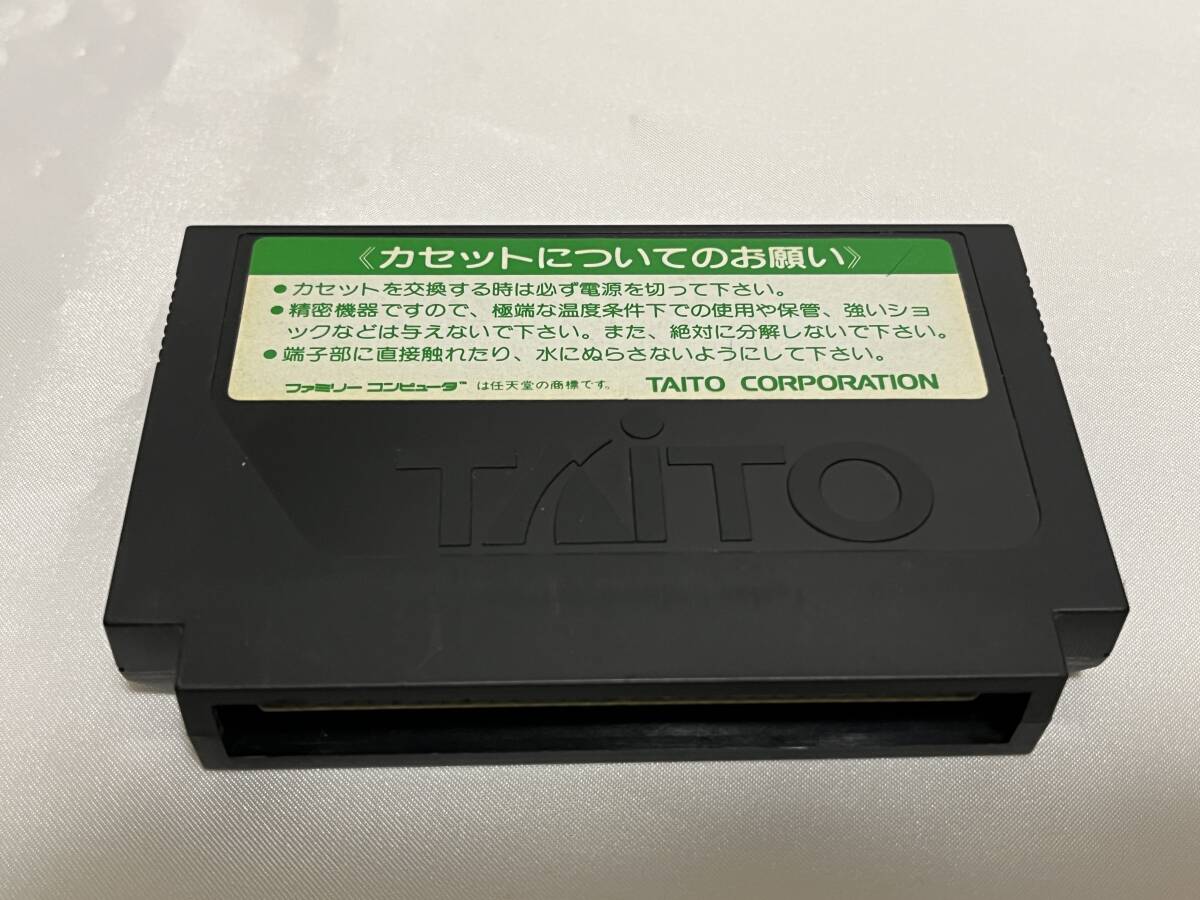 《カセットについてのお願い》
●カセットを交換する時は必ず電源を切って下さい。
●精密機器ですので、極端な温度条件下での使用や保管、強いショ
ックなどは与えないで下さい。また、絶対に分解しないで下さい。
●端子部に直接触れたり、水にぬらさないようにして下さい。
ファミリーコンピュータ™ は任天堂の商標です。 TAITO CORPORATION
TAiTO